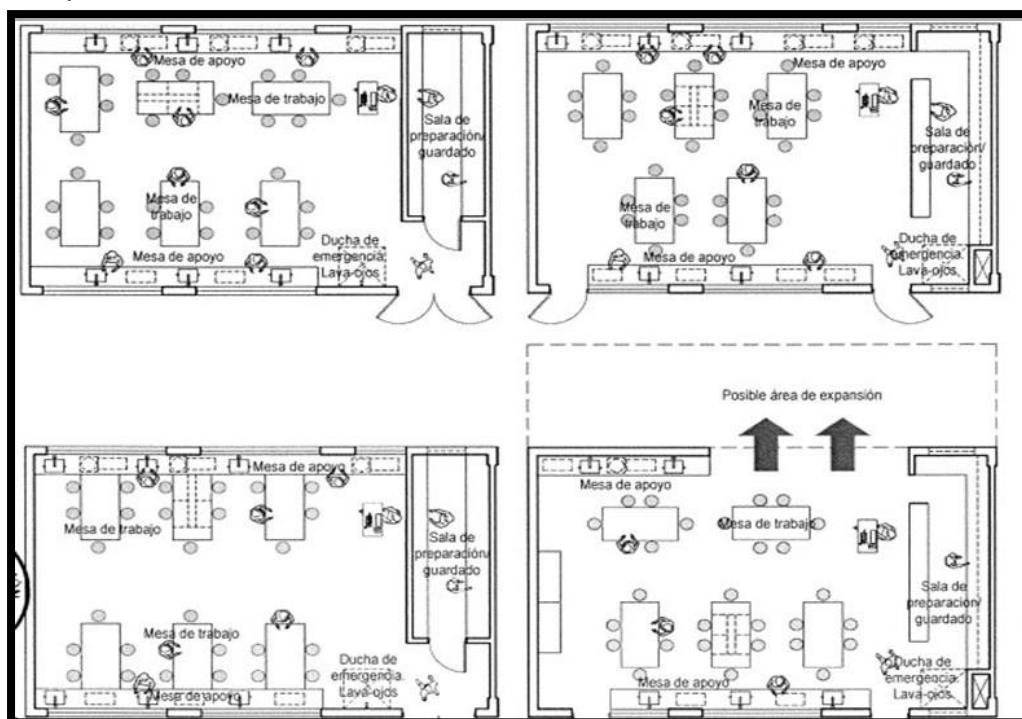 Mesa de apoyo
Mesa de trabajo
Sala de
preparación/
guardado
Mesa de
trabajo
Mesa de apoyo
Ducha de
emergencia.
Lava-ojos
Mesa de apoyo
Mesa de
trabajo
Sala de
preparación/
guardado
Mesa de
trabajo
Mesa de apoyo
Ducha de
emergencia.
Lava-ojos
Mesa de apoyo
Mesa de trabajo
Sala de
preparación/
guardado
Mesa de trabajo
Mesa de apoyo
Ducha de
emergencia.
Lava-ojos
Posible área de expansión
Mesa de apoyo
Mesa de trabajo
Sala de
preparación/
guardado
Mesa de apoyo
Ducha de
emergencia.
Lava-ojos